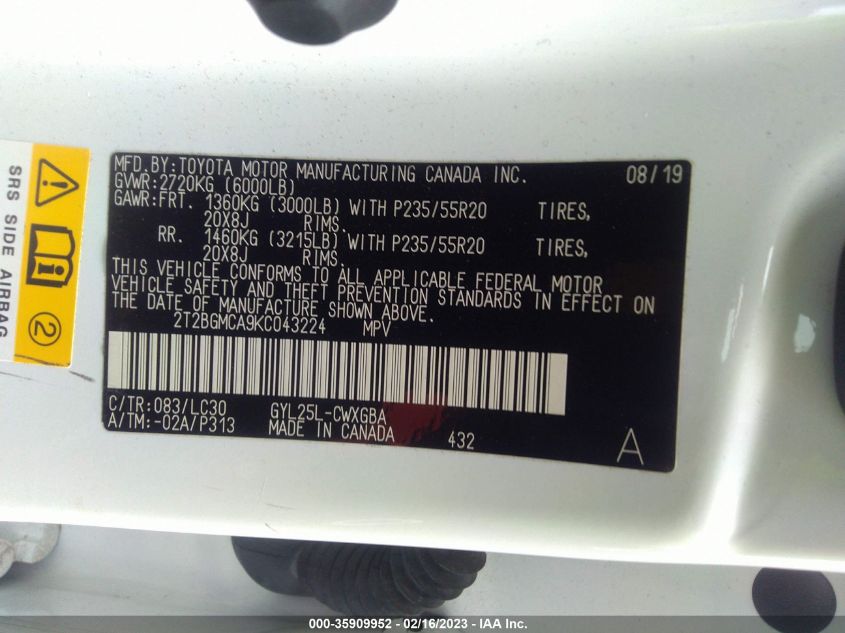 MFD.BY:TOYOTA MOTOR MANUFACTURING CANADA INC. 08/19
GVWR:2720KG (6000LB)
GAWR:FRT. 1360KG (3000LB) WITH P235/55R20 TIRES,
20X8J RIMS.
RR. 1460KG (3215LB) WITH P235/55R20 TIRES,
20X8J RIMS.
THIS VEHICLE CONFORMS TO ALL APPLICABLE FEDERAL MOTOR
VEHICLE SAFETY AND THEFT PREVENTION STANDARDS IN EFFECT ON
THE DATE OF MANUFACTURE SHOWN ABOVE.
2T2BGMCA9KC043224 MPV
C/TR:083/LC30 GYL25L-CWXGBA
A/TM:-02A/P313 MADE IN CANADA 432 A
SRS SIDE AIRBAG
2
000-35909952 - 02/16/2023 - IAA Inc.